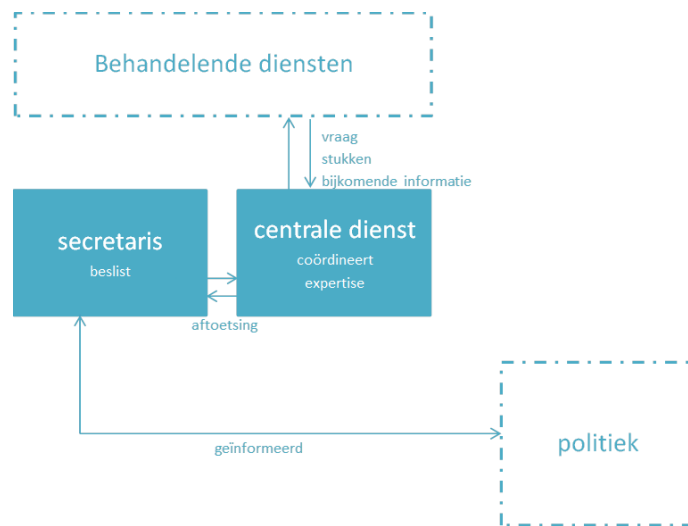 Behandelende diensten
vraag
stukken
bijkomende informatie
secretaris
beslist
centrale dienst
coördineert
expertise
aftoetsing
geïnformeerd
politiek